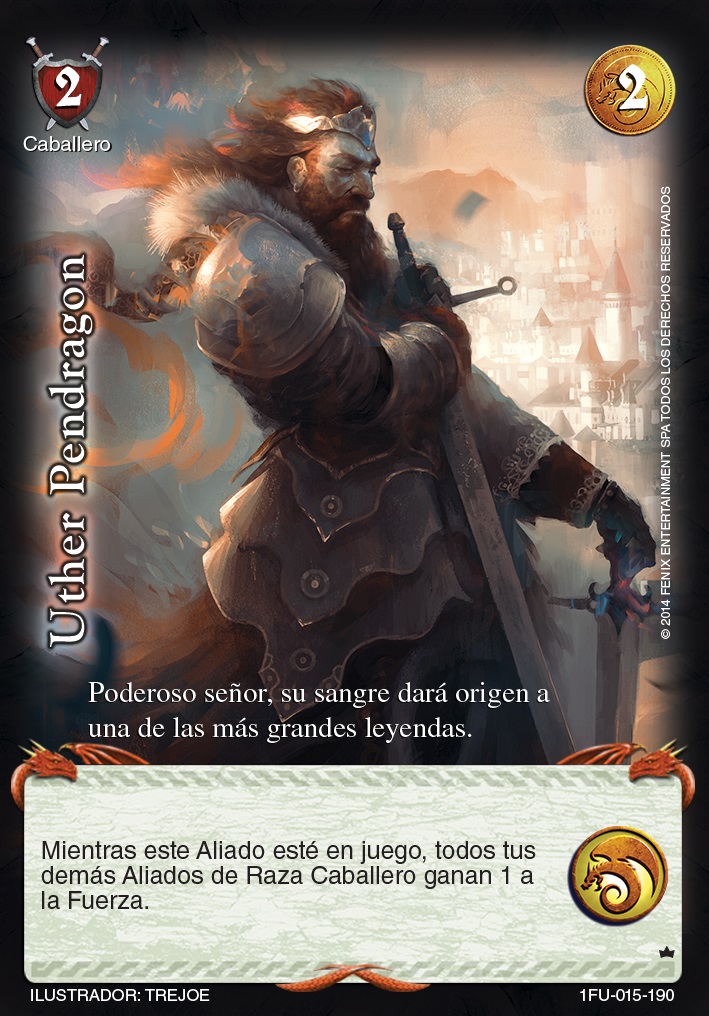 2
2
Caballero
Uther Pendragon
© 2014 FENIX ENTERTAINMENT SPA TODOS LOS DERECHOS RESERVADOS
Poderoso señor, su sangre dará origen a
una de las más grandes leyendas.
Mientras este Aliado esté en juego, todos tus
demás Aliados de Raza Caballero ganan 1 a
la Fuerza.
ILUSTRADOR: TREJOE
1FU-015-190